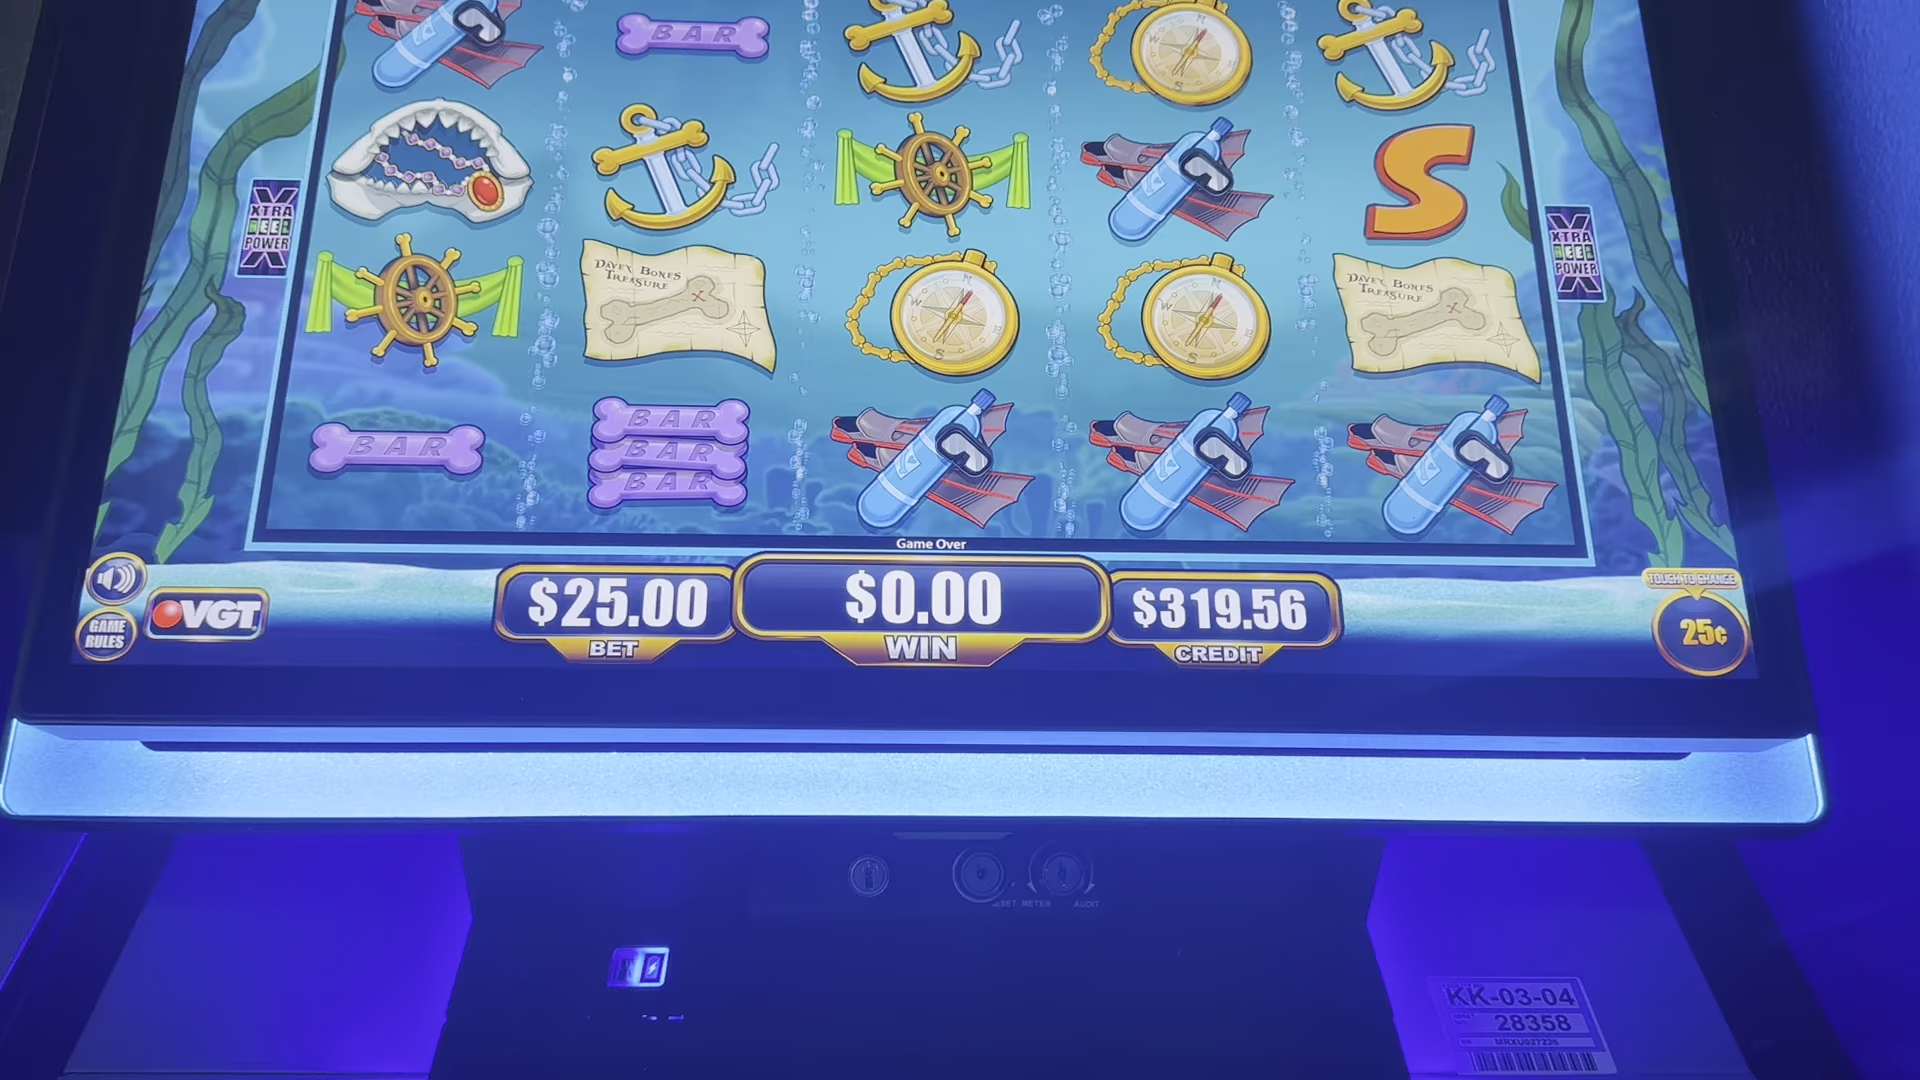 BAR
N
W
S
S
XTRA
REEL
POWER
XTRA
REEL
POWER
DAVEY BONES
TREASURE
X
N
W
E
S
N
W
E
S
DAVEY BONES
TREASURE
X
BAR
BAR
BAR
BAR
Game Over
GAME
RULES
VGT
$25.00
BET
$0.00
WIN
$319.56
CREDIT
TOUCH TO CHANGE
25¢
METER
AUDIT
KK-03-04
28358